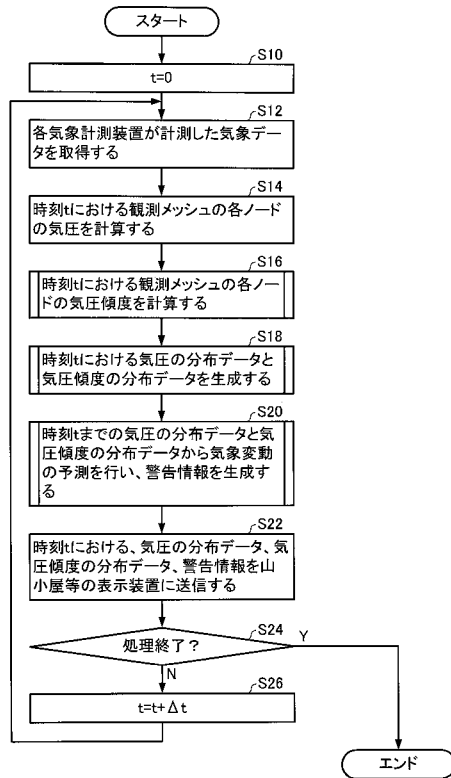 スタート
S10
t=0
S12
各気象計測装置が計測した気象デー
タを取得する
S14
時刻tにおける観測メッシュの各ノード
の気圧を計算する
S16
時刻tにおける観測メッシュの各ノー
ドの気圧傾度を計算する
S18
時刻tにおける気圧の分布データと
気圧傾度の分布データを生成する
S20
時刻tまでの気圧の分布データと気
圧傾度の分布データから気象変動
の予測を行い、警告情報を生成す
る
S22
時刻tにおける、気圧の分布データ、気
圧傾度の分布データ、警告情報を山
小屋等の表示装置に送信する
S24
処理終了？
Y
N
S26
t=t+Δt
エンド